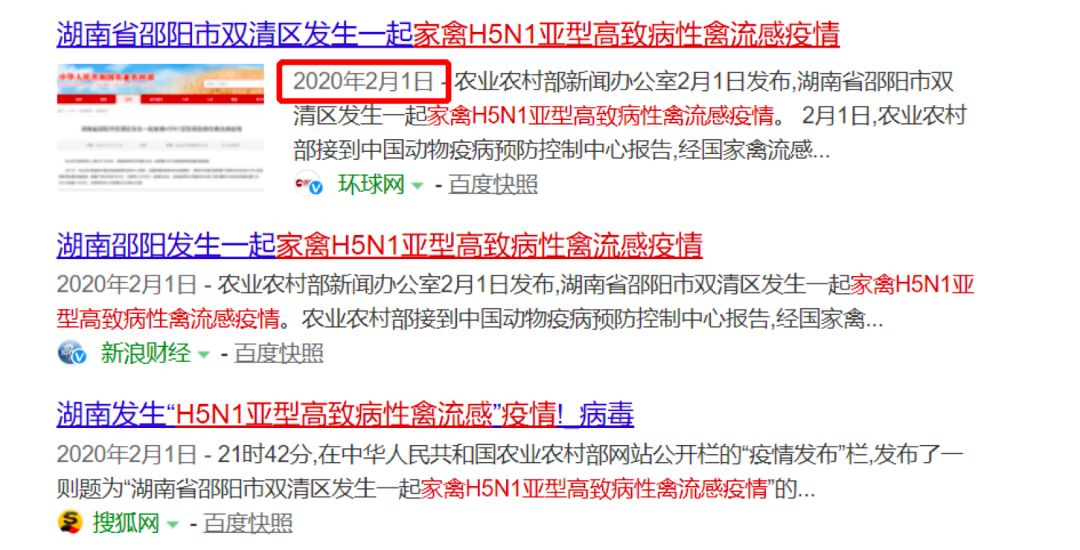 湖南省邵阳市双清区发生一起家禽H5N1亚型高致病性禽流感疫情
2020年2月1日 - 农业农村部新闻办公室2月1日发布,湖南省邵阳市双
清区发生一起家禽H5N1亚型高致病性禽流感疫情。 2月1日,农业农村
部接到中国动物疫病预防控制中心报告,经国家禽流感...
环球网 - 百度快照
湖南邵阳发生一起家禽H5N1亚型高致病性禽流感疫情
2020年2月1日 - 农业农村部新闻办公室2月1日发布,湖南省邵阳市双清区发生一起家禽H5N1亚
型高致病性禽流感疫情。农业农村部接到中国动物疫病预防控制中心报告,经国家禽...
新浪财经 - 百度快照
湖南发生“H5N1亚型高致病性禽流感”疫情!_病毒
2020年2月1日 - 21时42分,在中华人民共和国农业农村部网站公开栏的“疫情发布”栏,发布了一
则题为“湖南省邵阳市双清区发生一起家禽H5N1亚型高致病性禽流感疫情”的...
搜狐网 - 百度快照